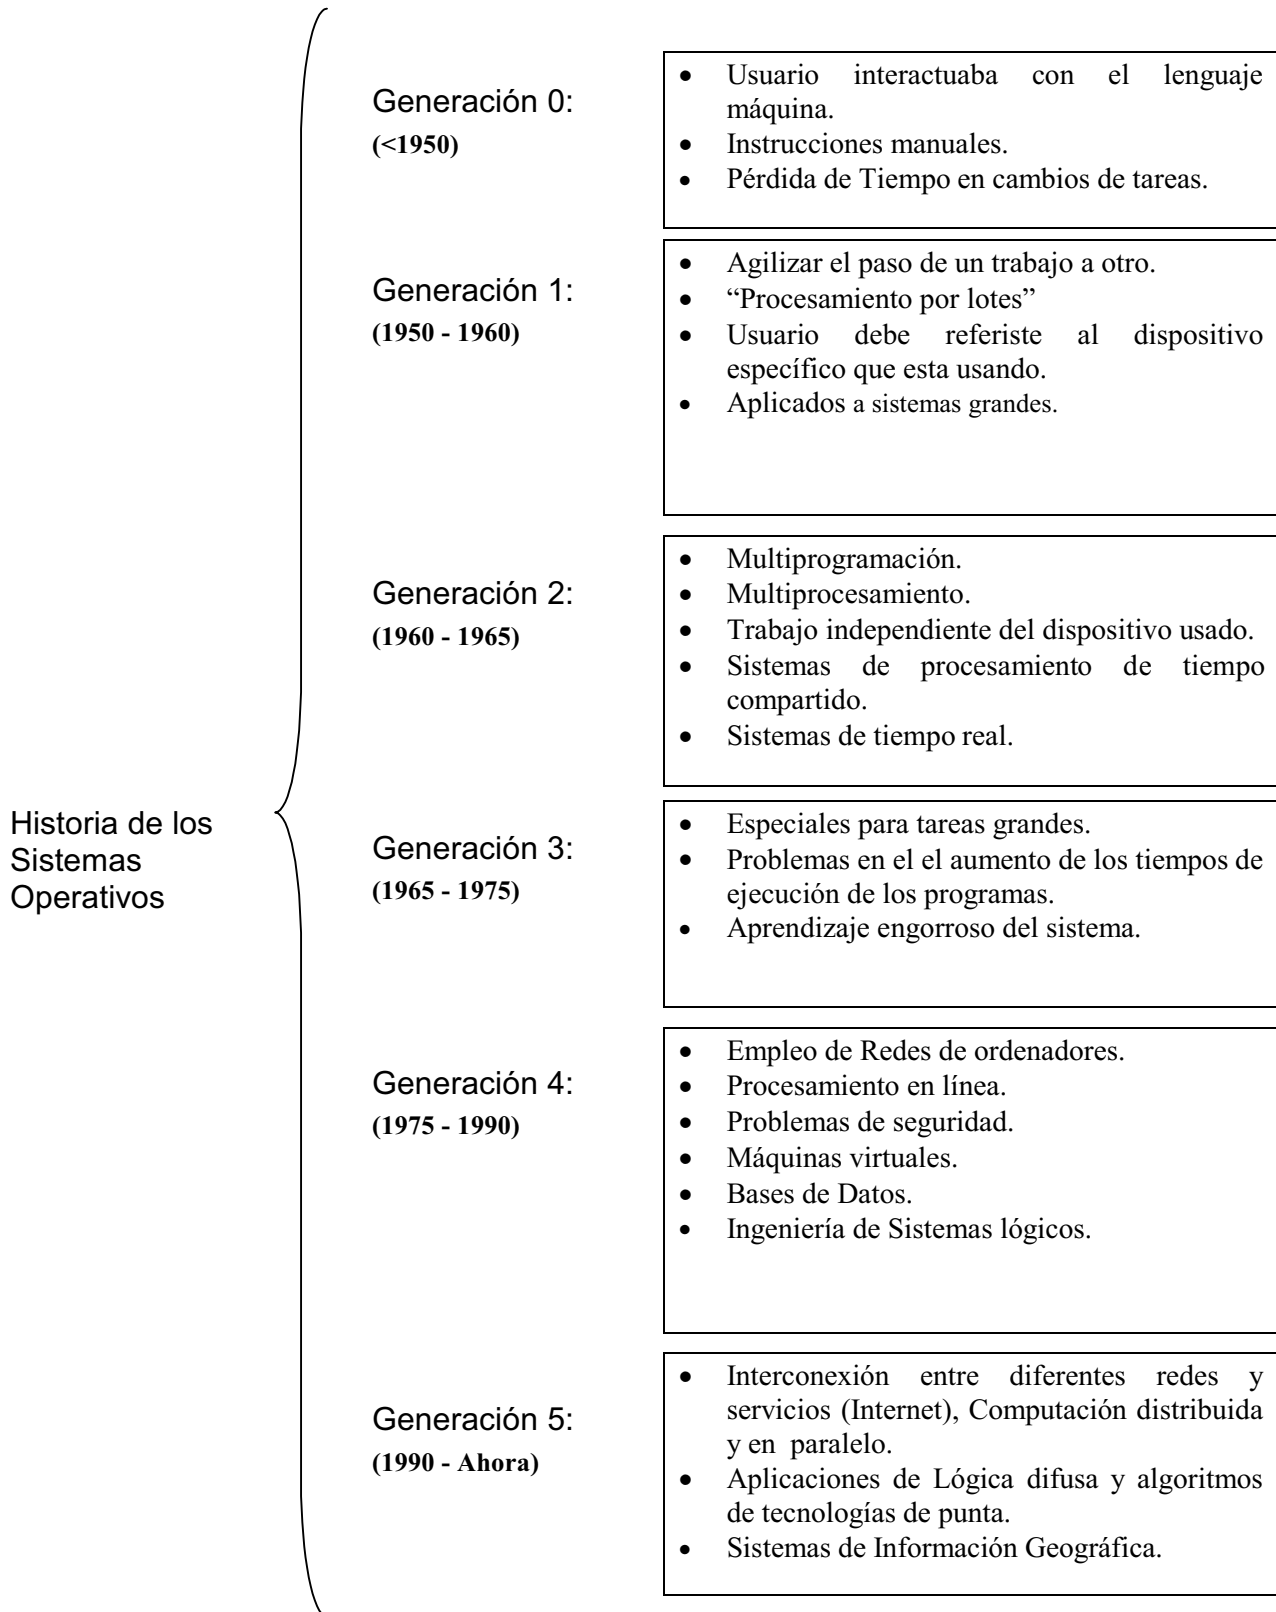 Historia de los
Sistemas
Operativos
Generación 0:
(<1950)
• Usuario interactuaba con el lenguaje
máquina.
• Instrucciones manuales.
• Pérdida de Tiempo en cambios de tareas.
Generación 1:
(1950 - 1960)
• Agilizar el paso de un trabajo a otro.
• “Procesamiento por lotes”
• Usuario debe referiste al dispositivo
específico que esta usando.
• Aplicados a sistemas grandes.
Generación 2:
(1960 - 1965)
• Multiprogramación.
• Multiprocesamiento.
• Trabajo independiente del dispositivo usado.
• Sistemas de procesamiento de tiempo
compartido.
• Sistemas de tiempo real.
Generación 3:
(1965 - 1975)
• Especiales para tareas grandes.
• Problemas en el el aumento de los tiempos de
ejecución de los programas.
• Aprendizaje engorroso del sistema.
Generación 4:
(1975 - 1990)
• Empleo de Redes de ordenadores.
• Procesamiento en línea.
• Problemas de seguridad.
• Máquinas virtuales.
• Bases de Datos.
• Ingeniería de Sistemas lógicos.
Generación 5:
(1990 - Ahora)
• Interconexión entre diferentes redes y
servicios (Internet), Computación distribuida
y en paralelo.
• Aplicaciones de Lógica difusa y algoritmos
de tecnologías de punta.
• Sistemas de Información Geográfica.